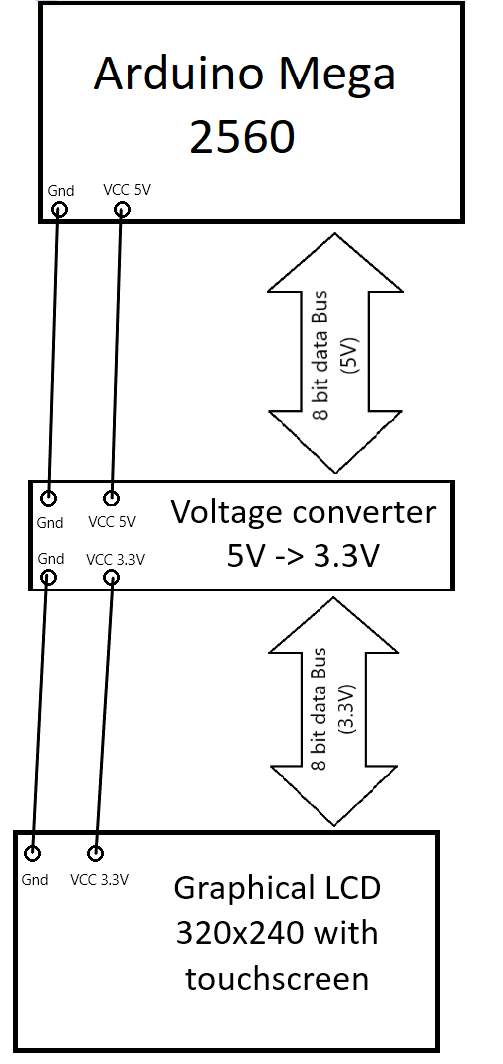 Arduino Mega
2560
Gnd VCC 5V
8 bit data Bus
(5V)
Gnd VCC 5V
Voltage converter
5V -> 3.3V
Gnd VCC 3.3V
8 bit data Bus
(3.3V)
Gnd VCC 3.3V
Graphical LCD
320x240 with
touchscreen